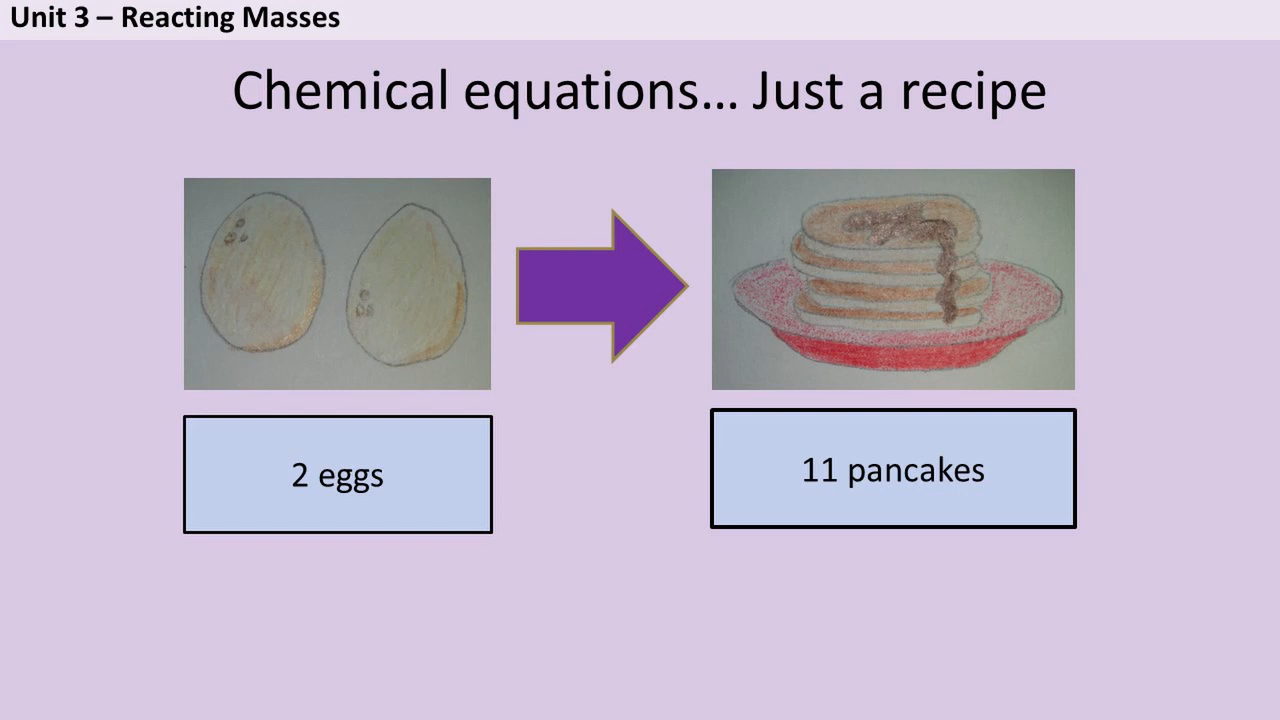 Unit 3 – Reacting Masses
Chemical equations... Just a recipe
2 eggs
11 pancakes